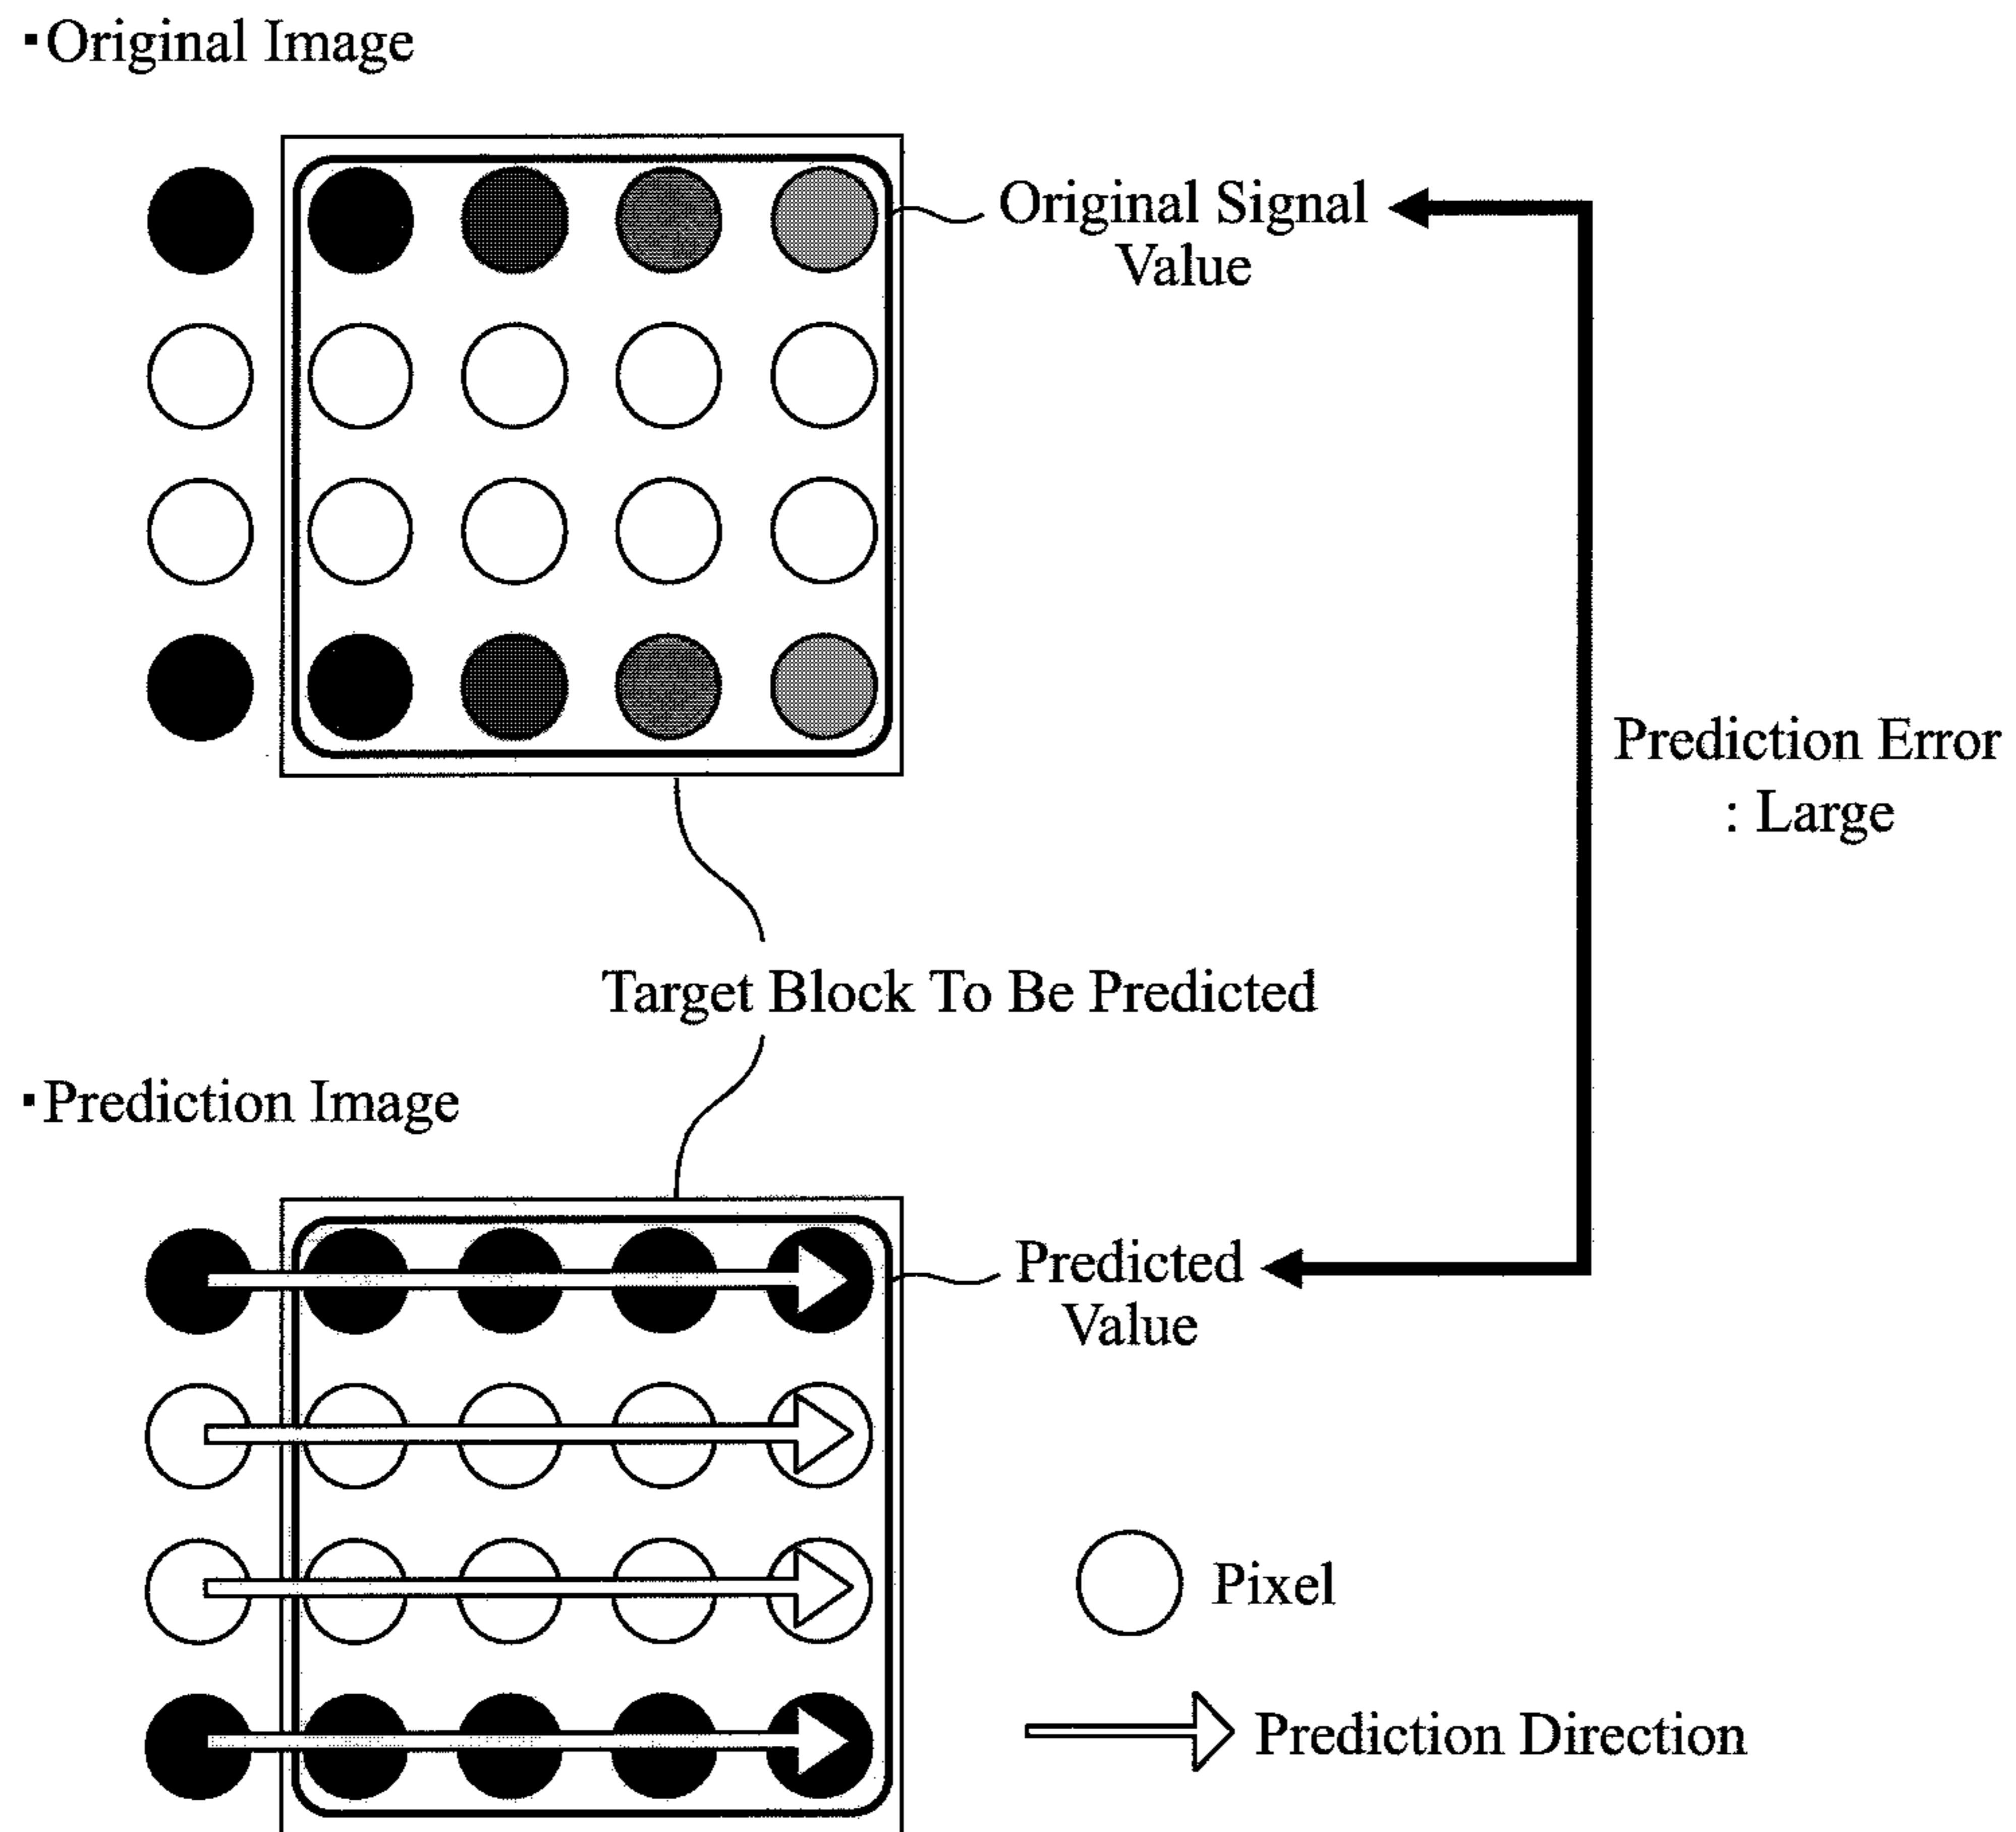 ▪Original Image
Original Signal
Value
Prediction Error
: Large
Target Block To Be Predicted
▪Prediction Image
Predicted
Value
Pixel
Prediction Direction